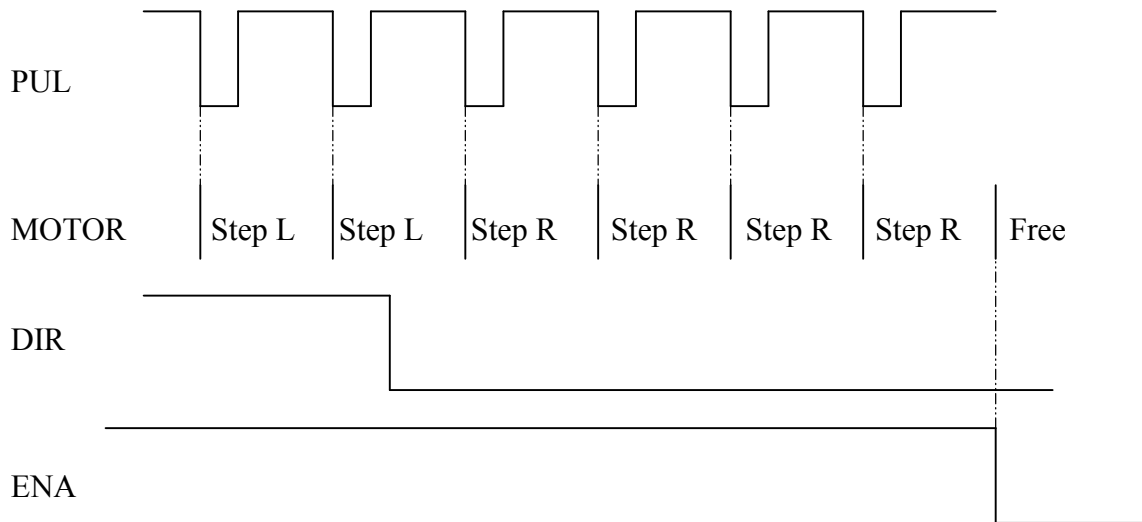 PUL
MOTOR Step L Step L Step R Step R Step R Step R Free
DIR
ENA